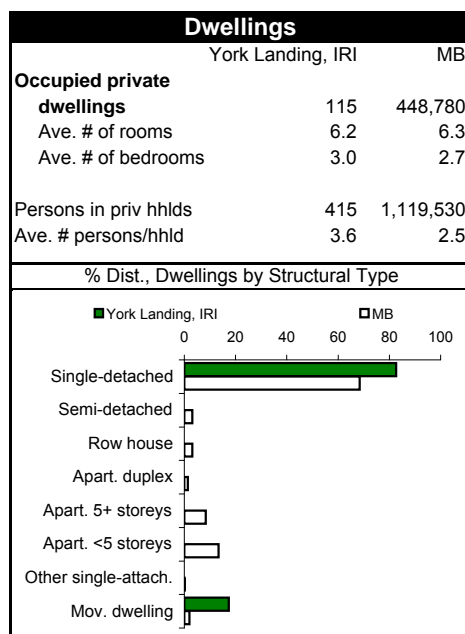 Dwellings
York Landing, IRI MB
Occupied private
dwellings 115 448,780
Ave. # of rooms 6.2 6.3
Ave. # of bedrooms 3.0 2.7
Persons in priv hhlds 415 1,119,530
Ave. # persons/hhld 3.6 2.5
% Dist., Dwellings by Structural Type
York Landing, IRI MB
0 20 40 60 80 100
Single-detached
Semi-detached
Row house
Apart. duplex
Apart. 5+ storeys
Apart. <5 storeys
Other single-attach.
Mov. dwelling